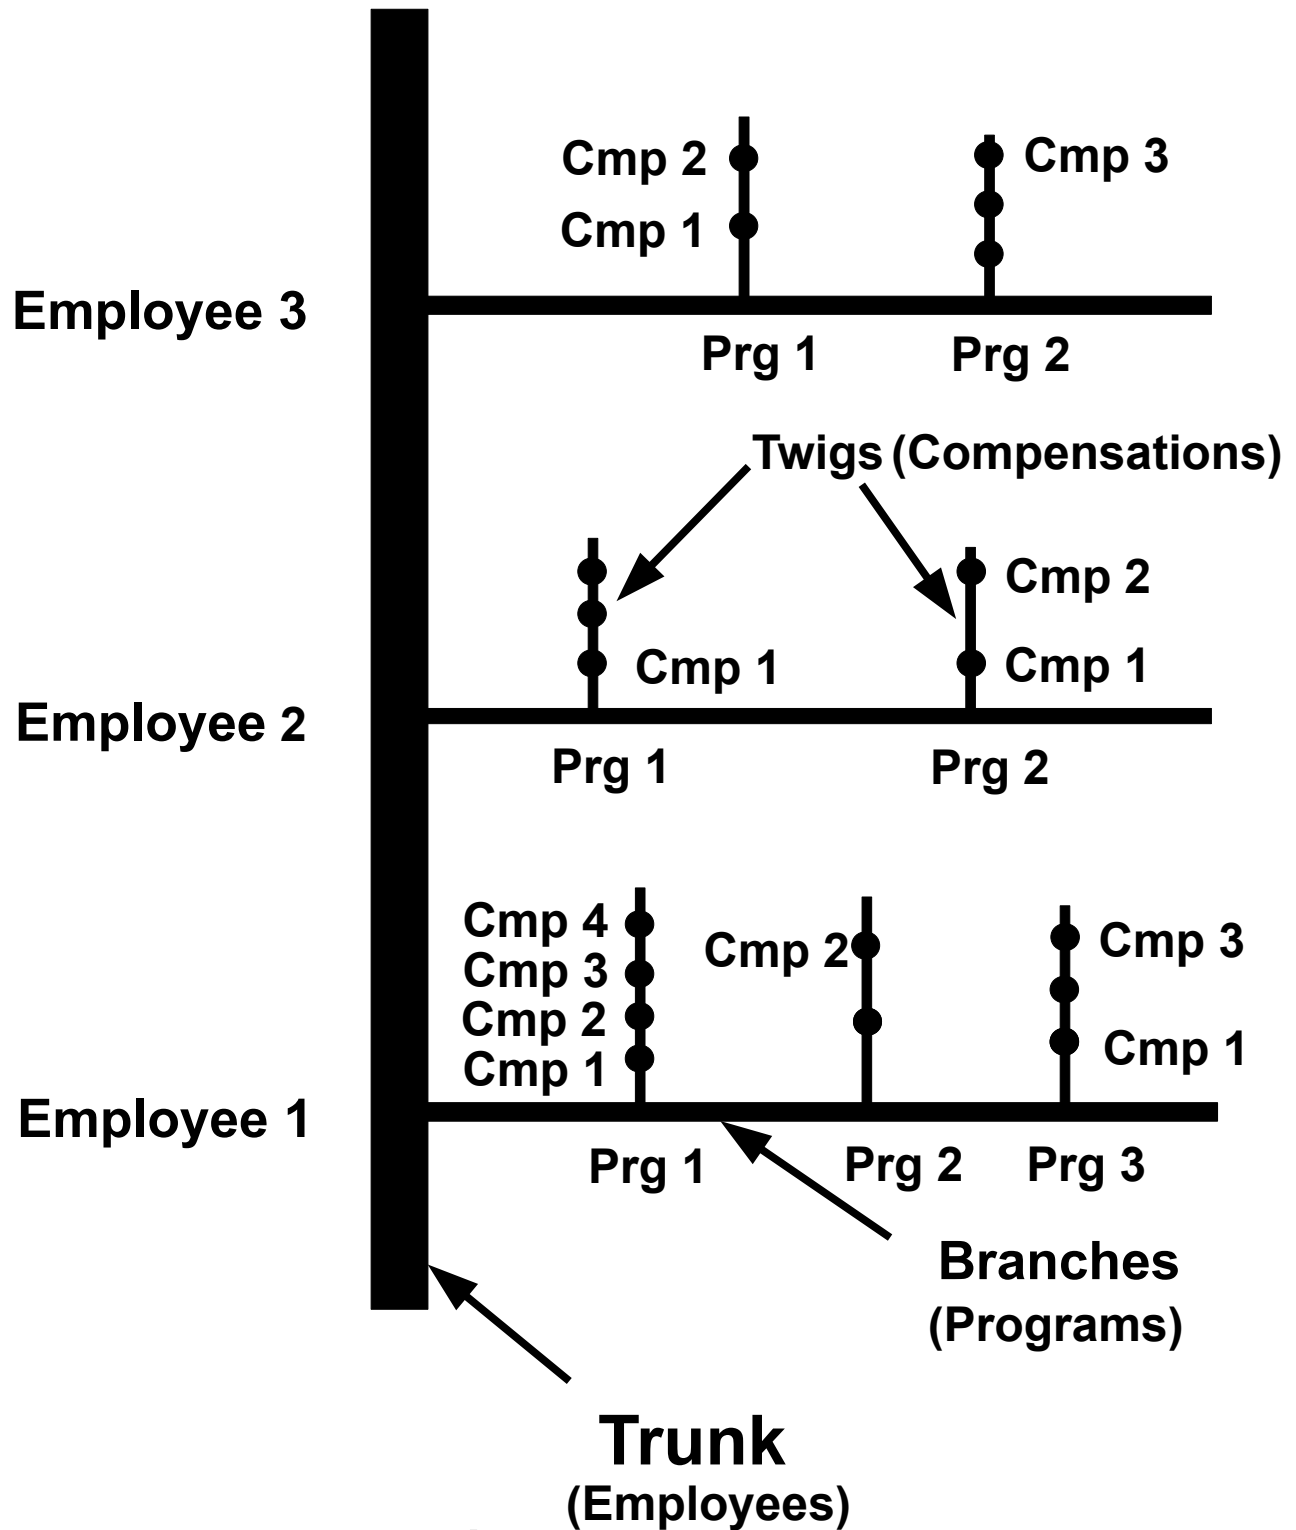 Cmp 2
Cmp 3
Cmp 1
Employee 3
Prg 1
Prg 2
Twigs (Compensations)
Cmp 2
Cmp 1
Cmp 1
Employee 2
Prg 1
Prg 2
Cmp 4
Cmp 2
Cmp 3
Cmp 3
Cmp 2
Cmp 1
Cmp 1
Employee 1
Prg 1
Prg 2
Prg 3
Branches
(Programs)
Trunk
(Employees)